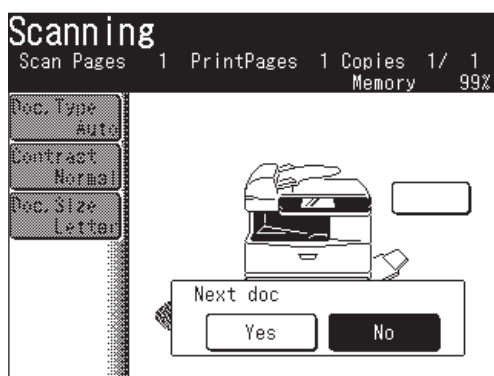 Scanning
Scan Pages 1 PrintPages 1 Copies 1/ 1
Memory 99%
Doc.Type
Auto
Contrast
Normal
Doc.Size
Letter
Next doc
Yes No